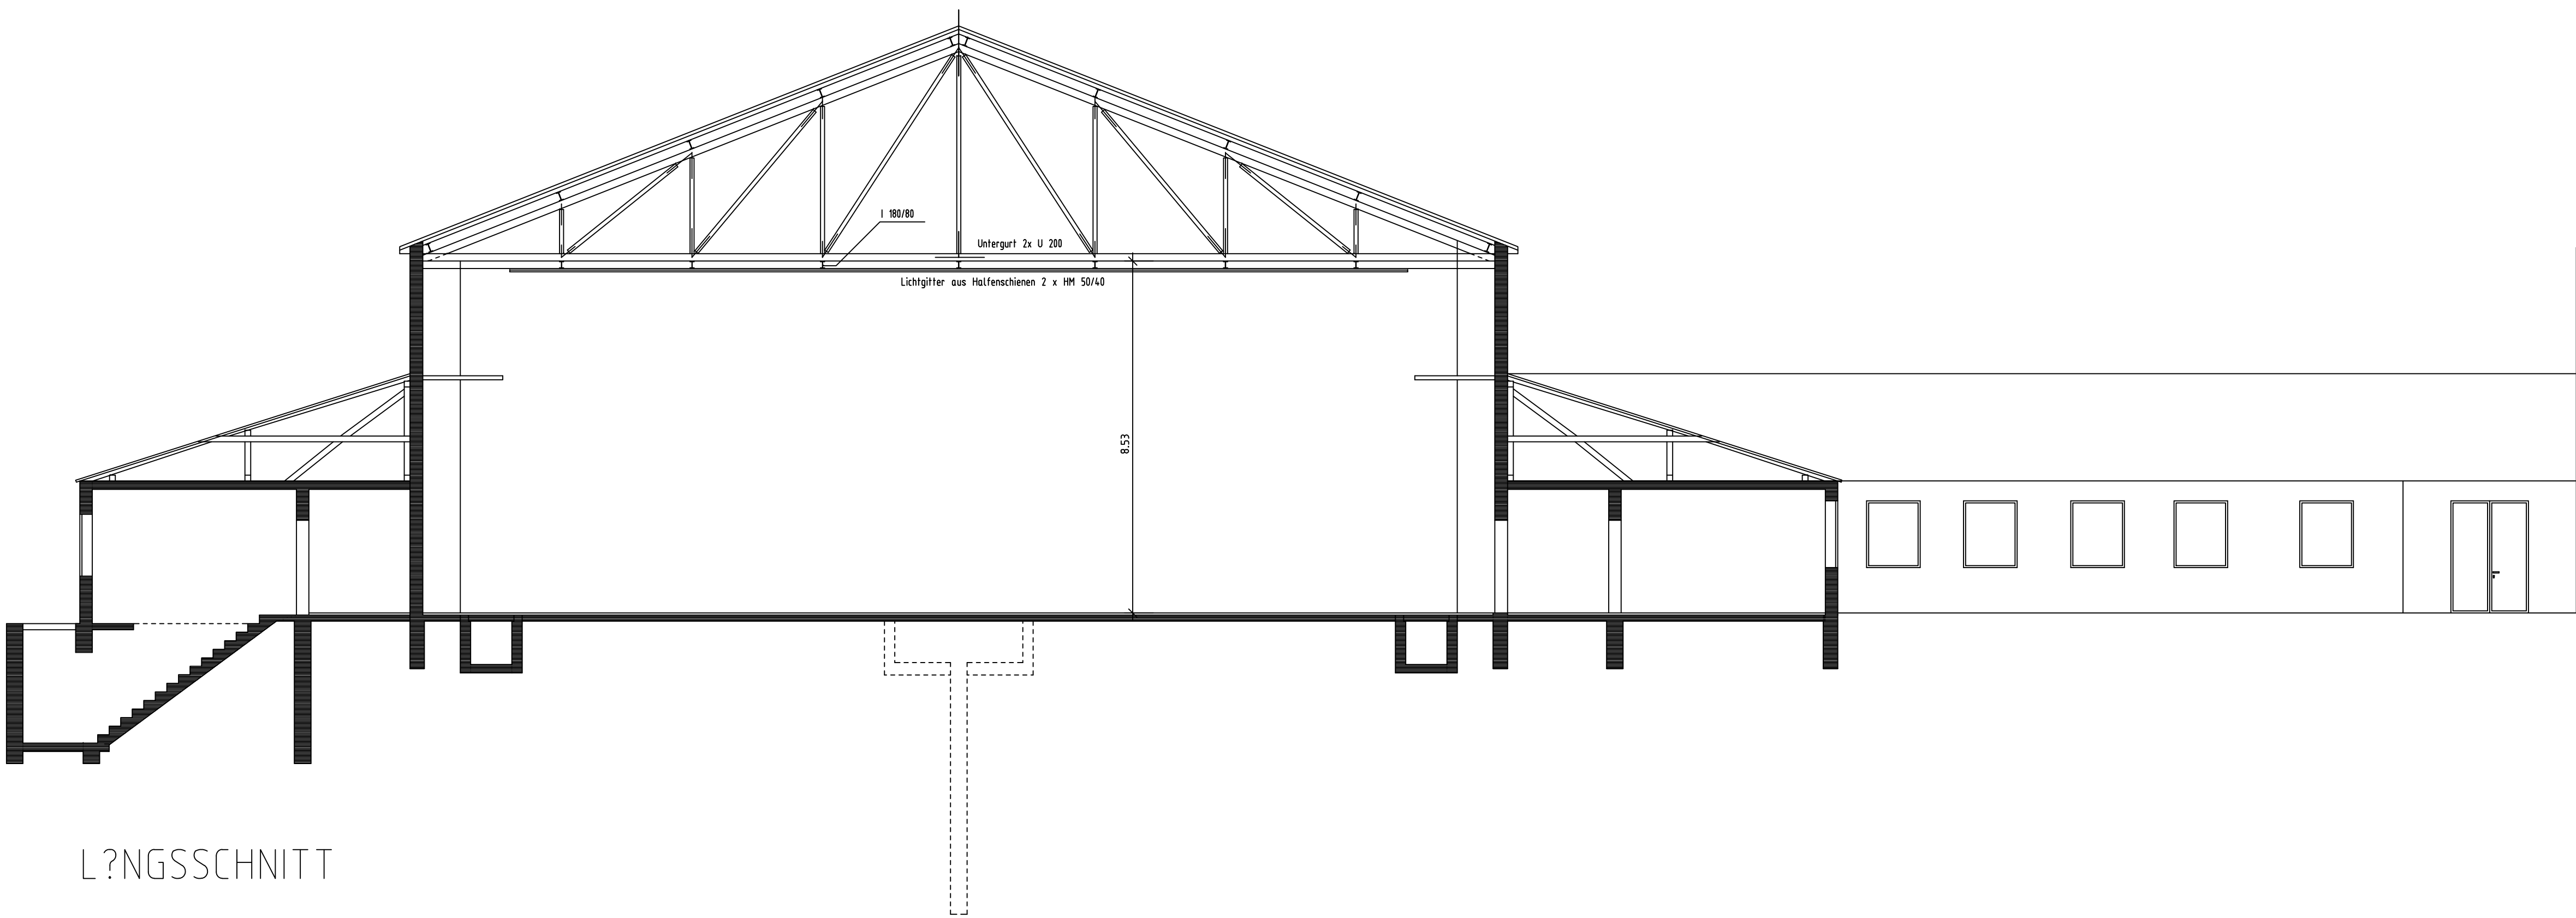 I 180/80
Untergurt 2x U 200
Lichtgitter aus Halfenschienen 2 x HM 50/40
8.53
L?NGSSCHNITT